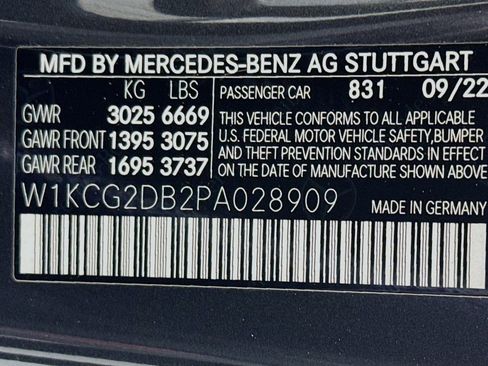 MFD BY MERCEDES-BENZ AG STUTTGART
KG LBS PASSENGER CAR 831 09/22
GVWR 3025 6669
GAWR FRONT 1395 3075
GAWR REAR 1695 3737
THIS VEHICLE CONFORMS TO ALL APPLICABLE
U.S. FEDERAL MOTOR VEHICLE SAFETY, BUMPER
AND THEFT PREVENTION STANDARDS IN EFFECT
ON THE DATE OF MANUFACTURE SHOWN ABOVE.
W1KCG2DB2PA028909 MADE IN GERMANY